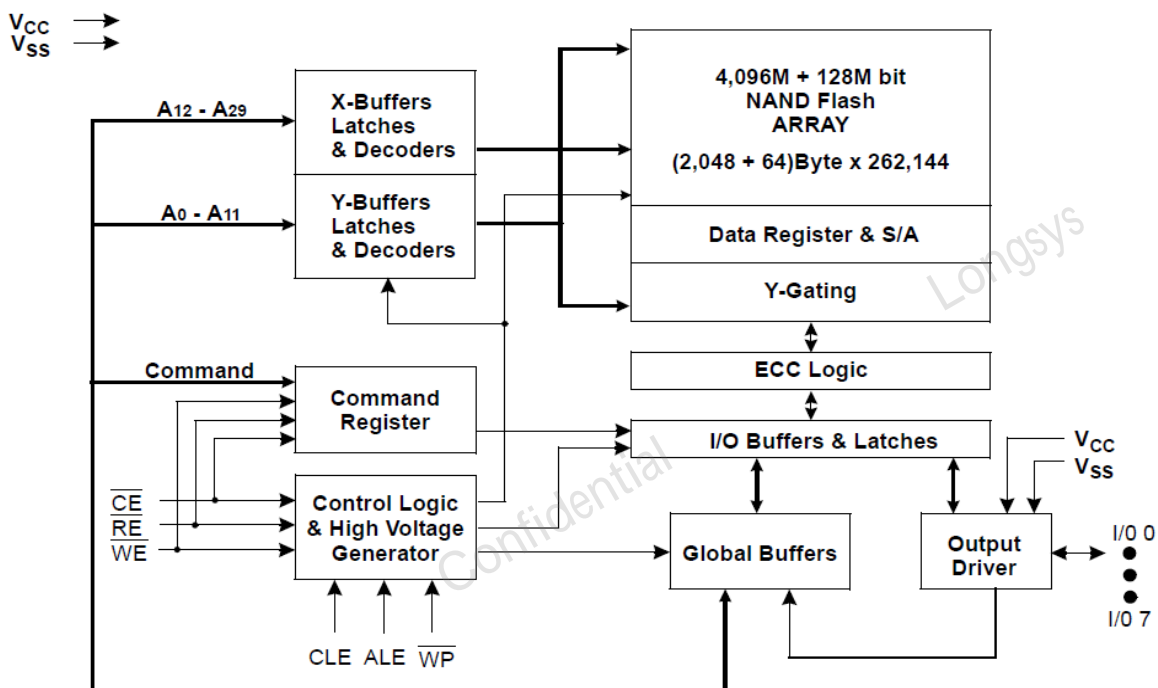 VCC
VSS
A12 - A29
X-Buffers
Latches
& Decoders
4,096M + 128M bit
NAND Flash
ARRAY
(2,048 + 64)Byte x 262,144
A0 - A11
Y-Buffers
Latches
& Decoders
Data Register & S/A
Y-Gating
Longsys
Command
Command
Register
ECC Logic
I/O Buffers & Latches
VCC
VSS
CE
RE
WE
Control Logic
& High Voltage
Generator
Confidential
Global Buffers
Output
Driver
I/0 0
I/0 7
CLE ALE WP